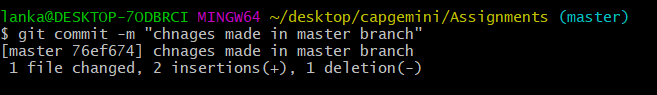 lanka@DESKTOP-7ODBRCI MINGW64 ~/desktop/capgemini/Assignments (master)
$ git commit -m "chnages made in master branch"
[master 76ef674] chnages made in master branch
 1 file changed, 2 insertions(+), 1 deletion(-)